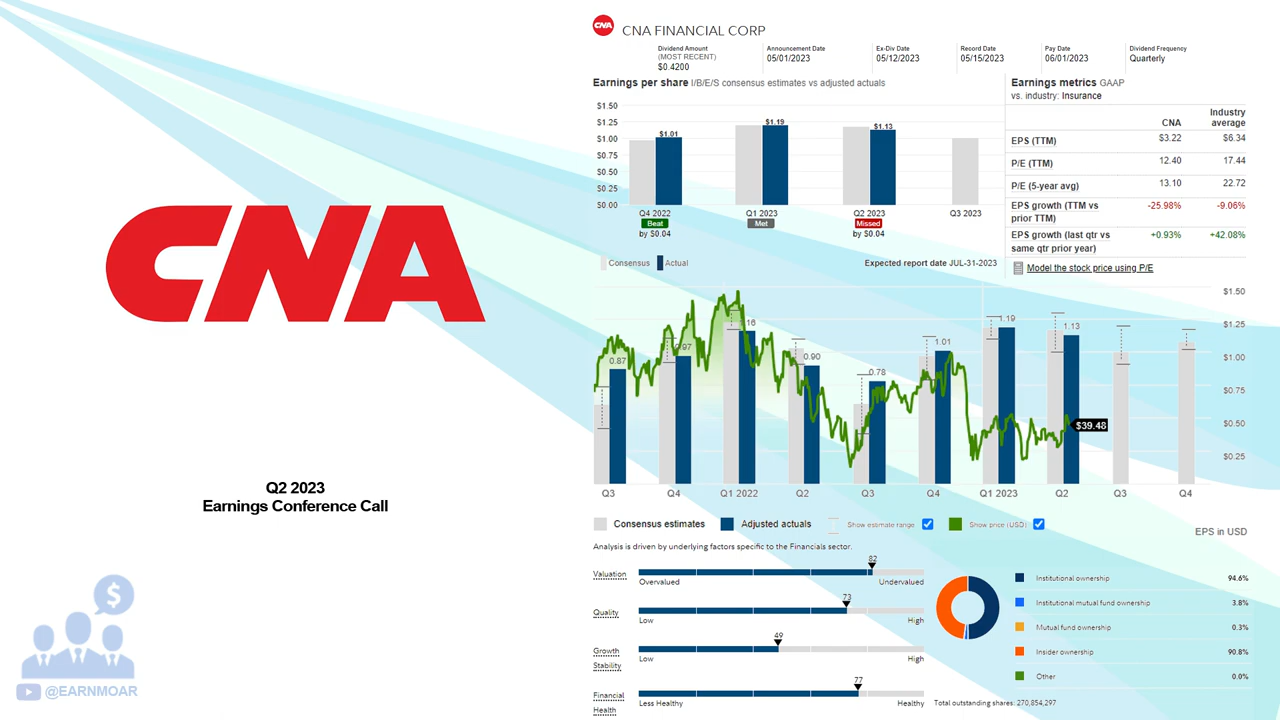 CNA
Q2 2023
Earnings Conference Call
@EARNMOAR
CNA
CNA FINANCIAL CORP
Dividend Amount
(MOST RECENT)
$0.4200
Announcement Date
05/01/2023
Ex-Div Date
05/12/2023
Record Date
05/15/2023
Pay Date
06/01/2023
Dividend Frequency
Quarterly
Earnings per share I/B/E/S consensus estimates vs adjusted actuals
$1.50
$1.25
$1.00
$0.75
$0.50
$0.25
$0.00
$1.01
$1.19
$1.13
Q4 2022
Q1 2023
Q2 2023
Q3 2023
Beat
Met
Missed
by $0.04
by $0.04
Consensus
Actual
Expected report date JUL-31-2023
Earnings metrics GAAP
vs. industry: Insurance
CNA
Industry
average
EPS (TTM) $3.22 $6.34
P/E (TTM) 12.40 17.44
P/E (5-year avg) 13.10 22.72
EPS growth (TTM vs
prior TTM) -25.98% -9.06%
EPS growth (last qtr vs
same qtr prior year) +0.93% +42.08%
Model the stock price using P/E
$1.50
$1.25
$1.00
$0.75
$0.50
$0.25
0.87
0.97
.16
0.90
0.78
1.01
1.19
1.13
$39.48
Q3
Q4
Q1 2022
Q2
Q3
Q4
Q1 2023
Q2
Q3
Q4
Consensus estimates
Adjusted actuals
Show estimate range
Show price (USD)
EPS in USD
Analysis is driven by underlying factors specific to the Financials sector.
Valuation
82
Overvalued
Undervalued
Quality
73
Low
High
Growth
Stability
49
Low
High
Financial
Health
77
Less Healthy
Healthy
Institutional ownership 94.6%
Institutional mutual fund ownership 3.8%
Mutual fund ownership 0.3%
Insider ownership 90.8%
Other 0.0%
Total outstanding shares: 270,854,297